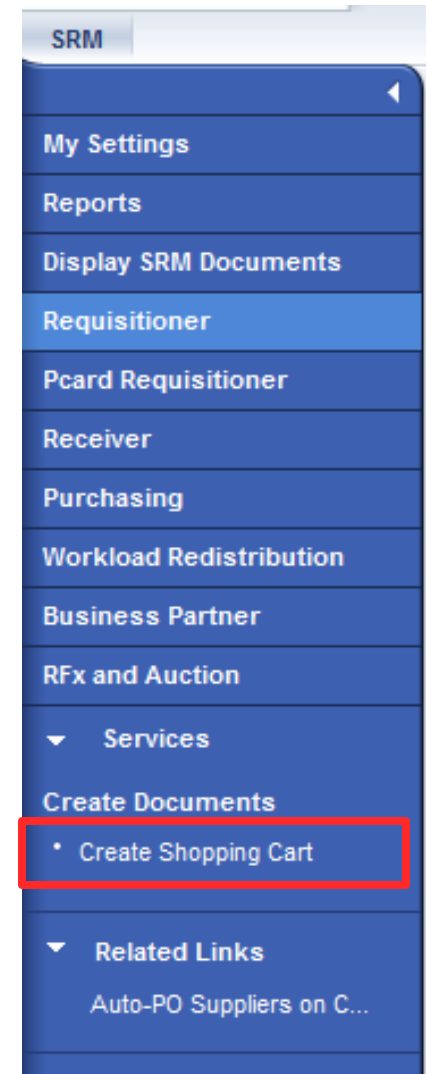 SRM
My Settings
Reports
Display SRM Documents
Requisitioner
Pcard Requisitioner
Receiver
Purchasing
Workload Redistribution
Business Partner
RFx and Auction
Services
Create Documents
• Create Shopping Cart
Related Links
Auto-PO Suppliers on C...